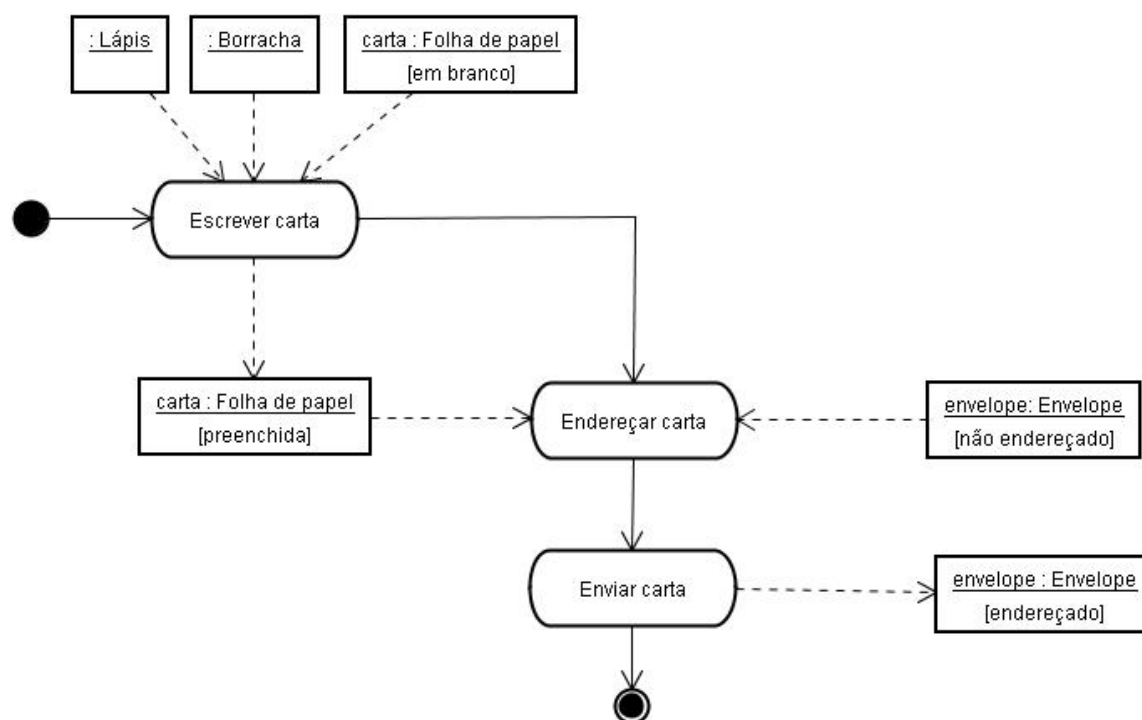 : Lápis
: Borracha
carta : Folha de papel
[em branco]
Escrever carta
carta : Folha de papel
[preenchida]
Endereçar carta
envelope: Envelope
[não endereçado]
Enviar carta
envelope : Envelope
[endereçado]